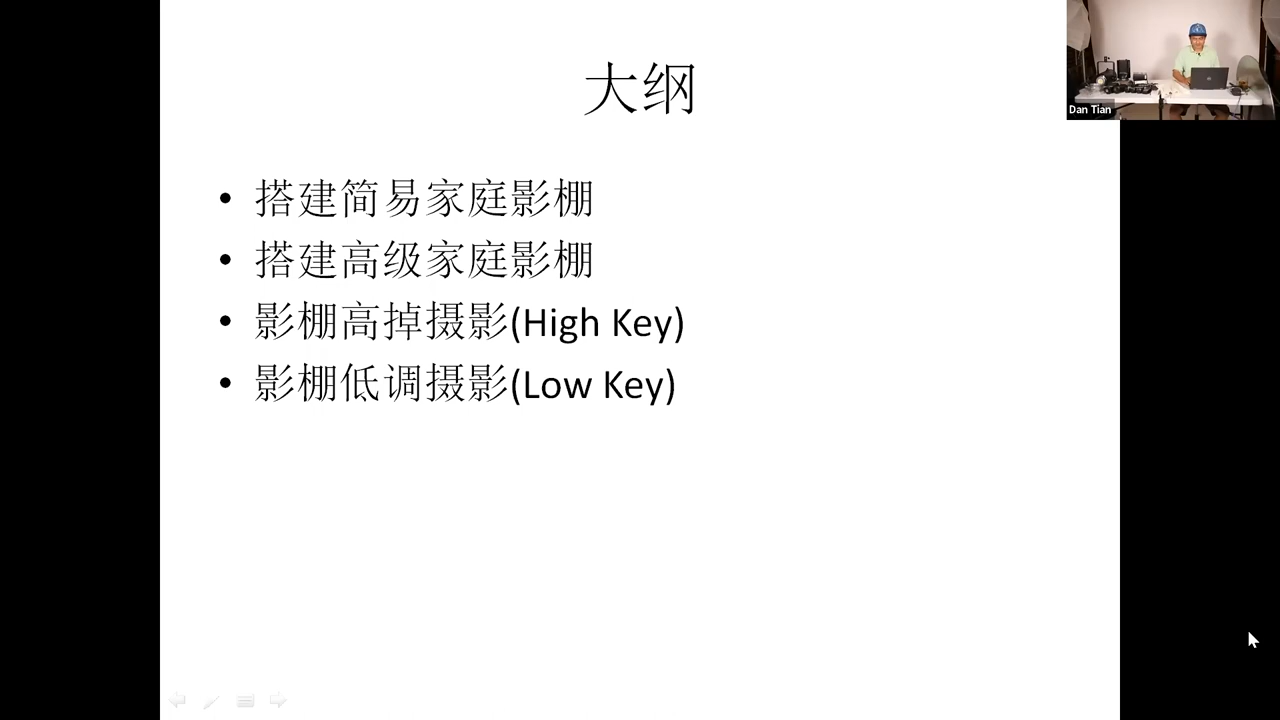 大纲
• 搭建简易家庭影棚
• 搭建高级家庭影棚
• 影棚高掉摄影(High Key)
• 影棚低调摄影(Low Key)
Dan Tian